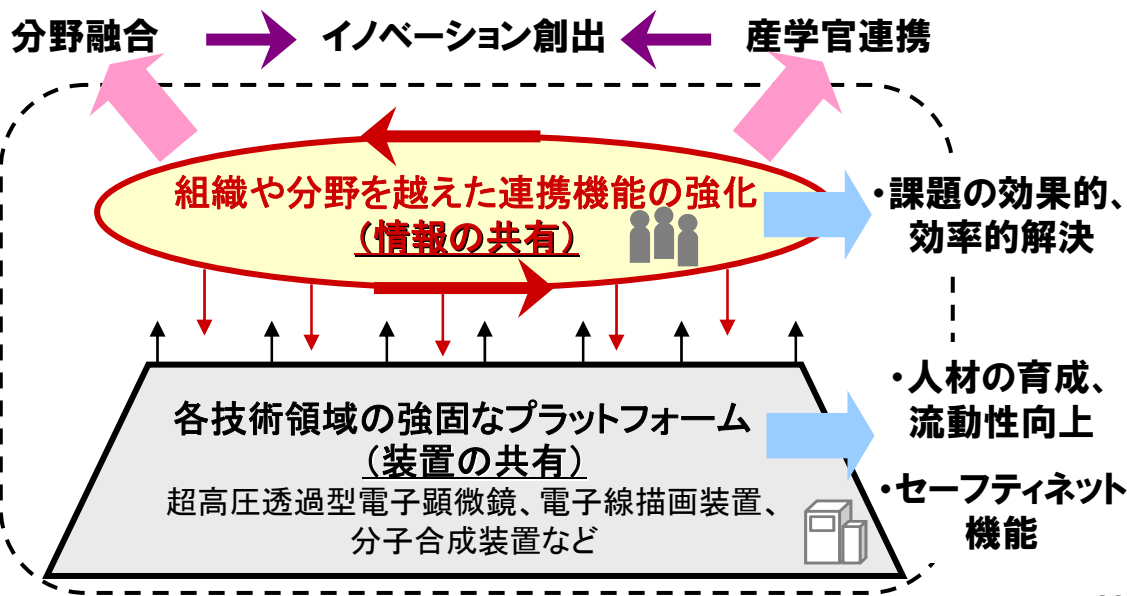 分野融合
イノベーション創出
産学官連携
組織や分野を越えた連携機能の強化
（情報の共有）
・課題の効果的、
効率的解決
・人材の育成、
流動性向上
各技術領域の強固なプラットフォーム
（装置の共有）
超高圧透過型電子顕微鏡、電子線描画装置、
分子合成装置など
・セーフティネット
機能